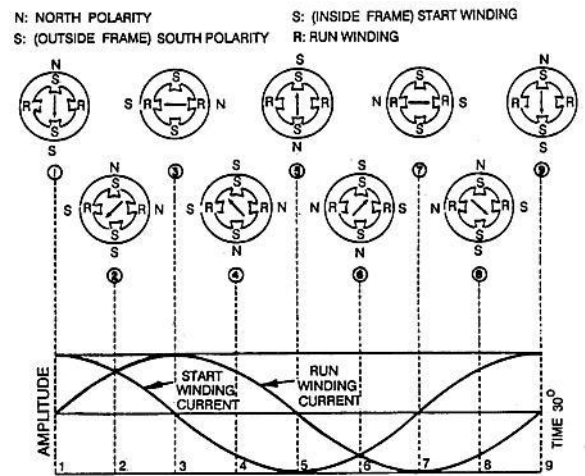 N: NORTH POLARITY
S: (INSIDE FRAME) START WINDING
S: (OUTSIDE FRAME) SOUTH POLARITY
R: RUN WINDING
N S N
S S S S S
R R S R R N R R N R R S R R
S S S S S
S N S
① ③ ⑤ ⑦ ⑨
N S S N
S S S S
S R R N S R R N N R R S N R R S
S S S S
S N N S
② ④ ⑥ ⑧
AMPLITUDE
START
WINDING
CURRENT
RUN
WINDING
CURRENT
TIME 30°
1 2 3 4 5 6 7 8 9